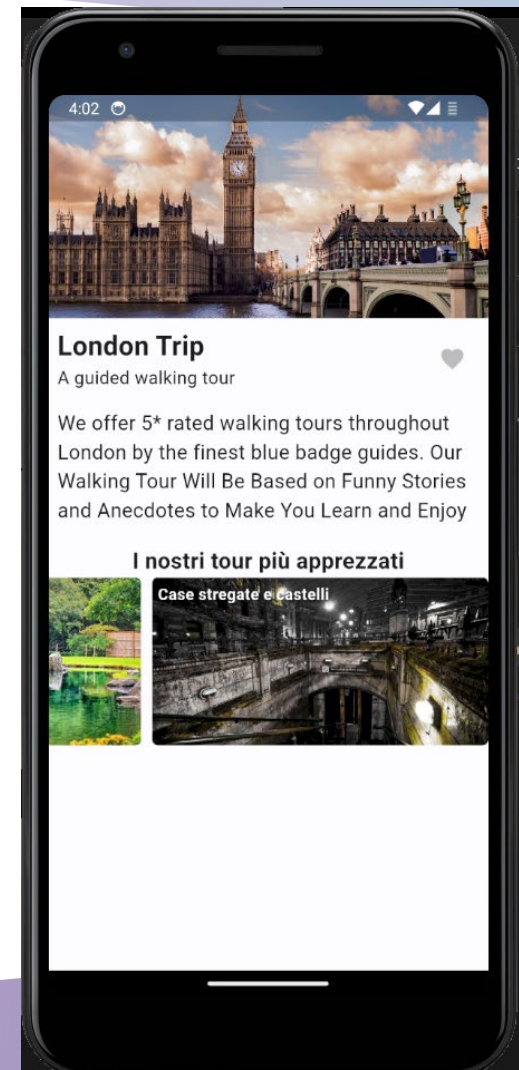 4:02
London Trip
A guided walking tour
We offer 5* rated walking tours throughout
London by the finest blue badge guides. Our
Walking Tour Will Be Based on Funny Stories
and Anecdotes to Make You Learn and Enjoy
I nostri tour più apprezzati
Case stregate e castelli